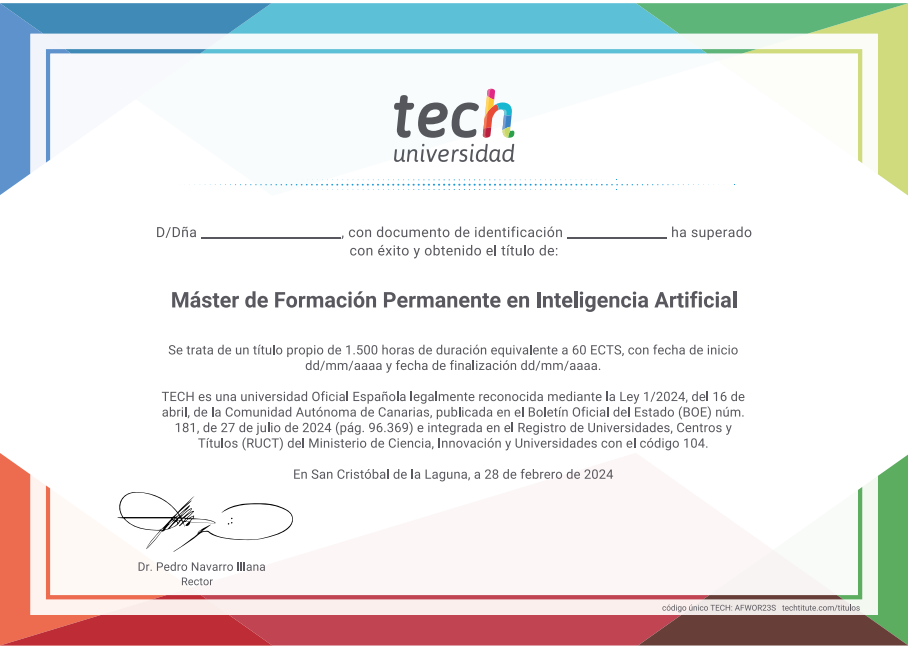 tech
universidad
D/Dña ____________________, con documento de identificación ______________ ha superado
con éxito y obtenido el título de:
Máster de Formación Permanente en Inteligencia Artificial
Se trata de un título propio de 1.500 horas de duración equivalente a 60 ECTS, con fecha de inicio
dd/mm/aaaa y fecha de finalización dd/mm/aaaa.
TECH es una universidad Oficial Española legalmente reconocida mediante la Ley 1/2024, del 16 de
abril, de la Comunidad Autónoma de Canarias, publicada en el Boletín Oficial del Estado (BOE) núm.
181, de 27 de julio de 2024 (pág. 96.369) e integrada en el Registro de Universidades, Centros y
Títulos (RUCT) del Ministerio de Ciencia, Innovación y Universidades con el código 104.
En San Cristóbal de la Laguna, a 28 de febrero de 2024
Dr. Pedro Navarro Illana
Rector
código único TECH: AFWOR23S techtitute.com/titulos